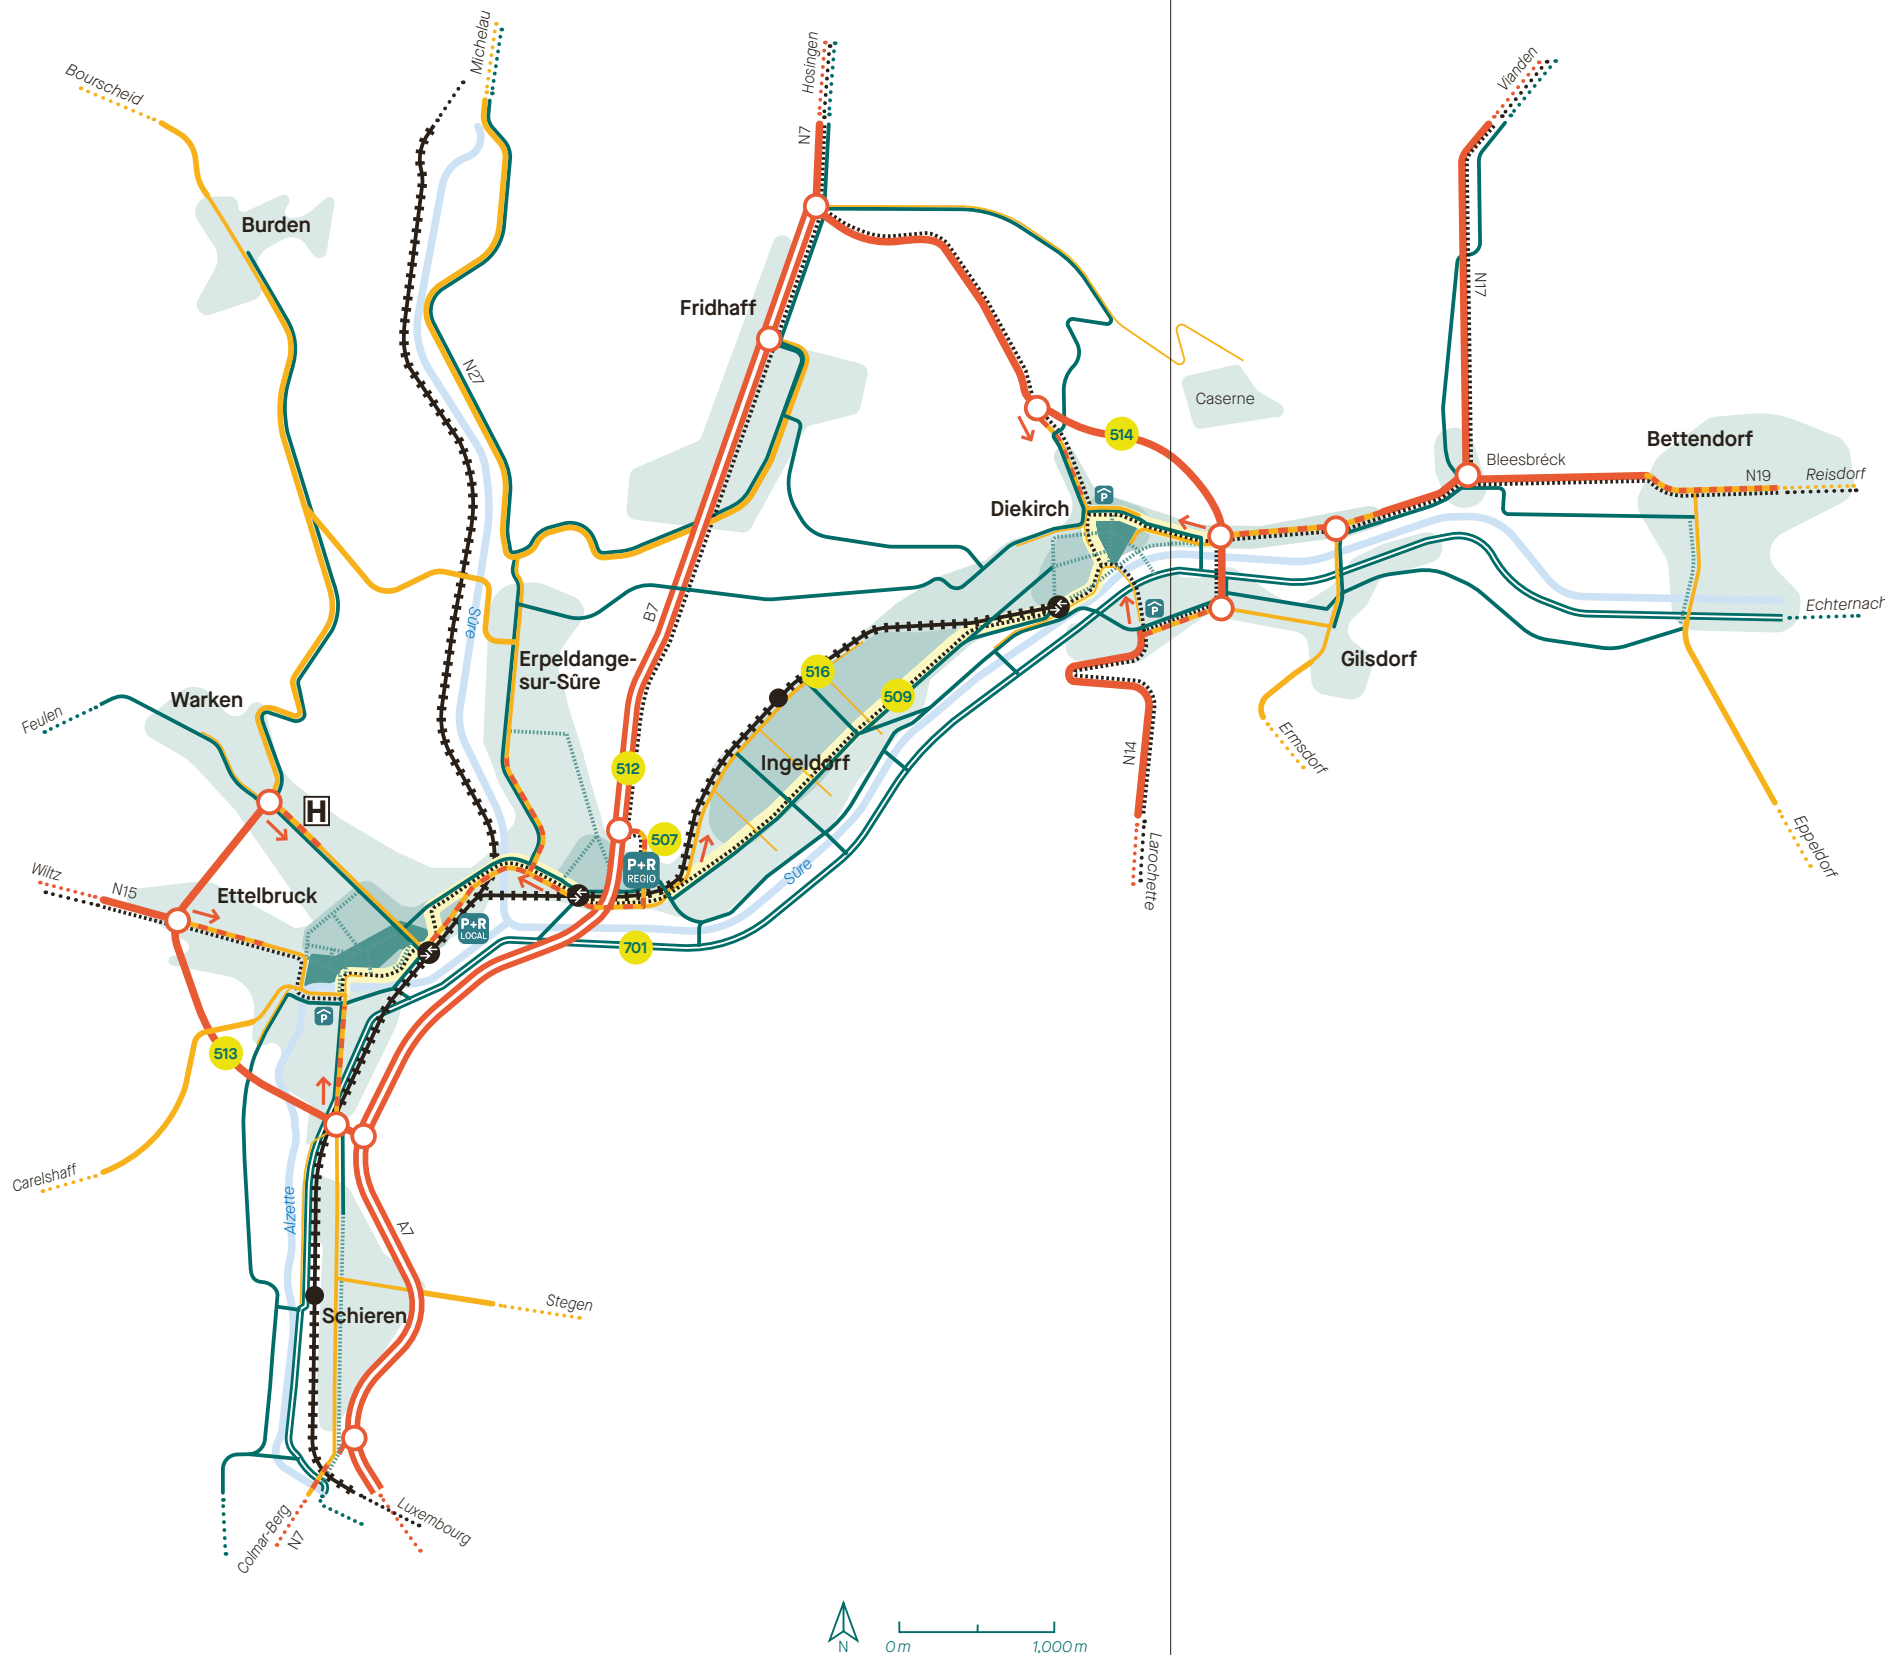 Michelau
Hosingen
Vianden
Bourscheid
N7
Burden
N17
Fridhaff
N27
Caserne
514
Bettendorf
Bleesbréck
N19
Reisdorf
P
Diekirch
Sûre
B7
P
Echternach
Erpeldange-
sur-Sûre
516
Gilsdorf
509
Warken
Feulen
Ermsdorf
N14
Ingeldorf
512
H
507
Eppeldorf
P+R
REGIO
Larochette
Sûre
Wiltz
N15
Ettelbruck
P+R
LOCAL
701
P
513
Carelshaff
Alzette
A7
Stegen
Schieren
Colmar-Berg
N7
Luxembourg
N
0 m
1,000 m